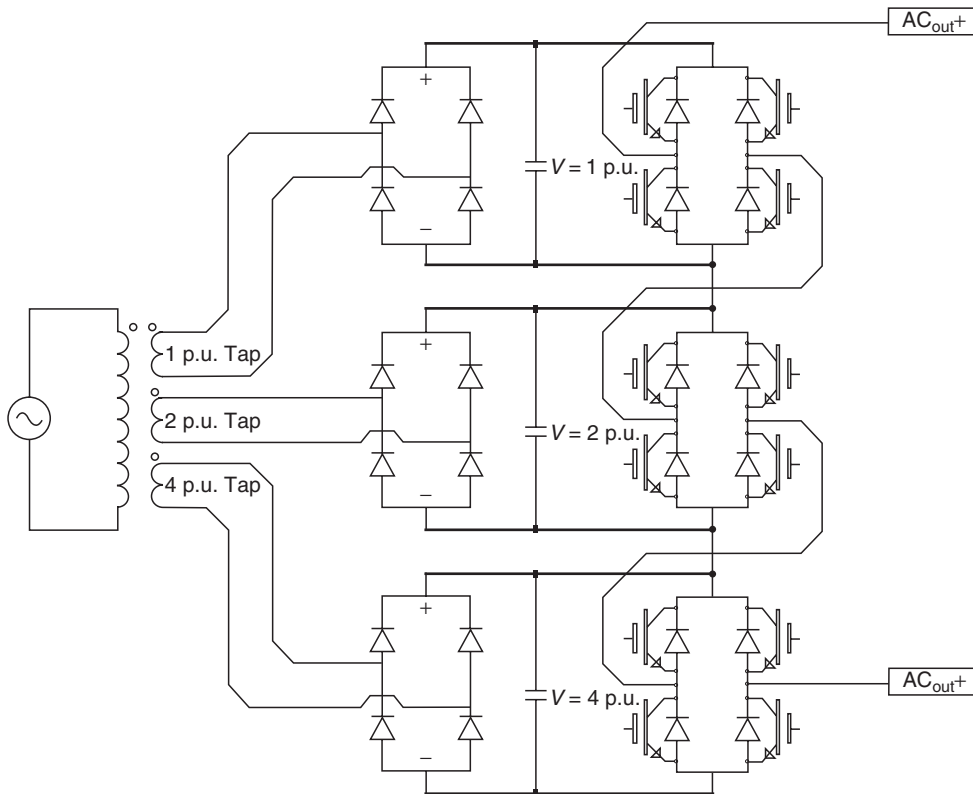 ACout+
+
V = 1 p.u.
−
1 p.u. Tap
+
2 p.u. Tap
V = 2 p.u.
−
4 p.u. Tap
+
ACout+
V = 4 p.u.
−